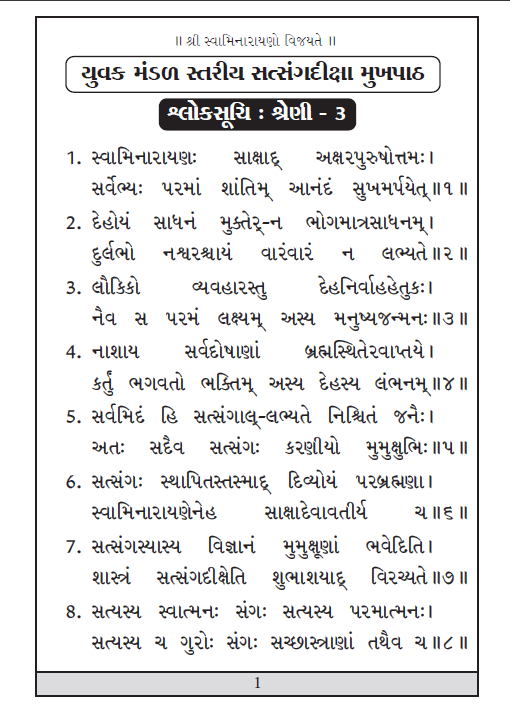 ॥ શ્રી સ્વામિનારાયણો વિજયતે ॥
યુવક મંડળ સ્તરીય સત્સંગદીક્ષા મુખપાઠ
શ્લોકસૂચિ : શ્રેણી - 3
1. સ્વામિનારાયણઃ સાક્ષાદ્ અક્ષરપુરુષોત્તમઃ।
સર્વેભ્યઃ પરમાં શાંતિમ્ આનંદં સુખમર્પયેત્॥૧॥
2. દેહોયં સાધનં મુક્તેર્-ન ભોગમાત્રસાધનમ્।
દુર્લભો નશ્વરશ્ચાયં વારંવારં ન લભ્યતે॥૨॥
3. લૌકિકો વ્યવહારસ્તુ દેહનિર્વાહહેતુકઃ।
નૈવ સ પરમં લક્ષ્યમ્ અસ્ય મનુષ્યજન્મનઃ॥૩॥
4. નાશાય સર્વદોષાણાં બ્રહ્મસ્થિતેરવાપ્તયે।
કર્તું ભગવતો ભક્તિમ્ અસ્ય દેહસ્ય લંભનમ્॥૪॥
5. સર્વમિદં હિ સત્સંગાલ્-લભ્યતે નિશ્ચિતં જનૈઃ।
અતઃ સદૈવ સત્સંગઃ કરણીયો મુમુક્ષુભિઃ॥૫॥
6. સત્સંગઃ સ્થાપિતસ્તસ્માદ્ દિવ્યોયં પરબ્રહ્મણા।
સ્વામિનારાયણેનેહ સાક્ષાદેવાવતીર્ય ચ॥૬॥
7. સત્સંગસ્યાસ્ય વિજ્ઞાનં મુમુક્ષૂણાં ભવેદિતિ।
શાસ્ત્રં સત્સંગદીક્ષેતિ શુભાશયાદ્ વિરચ્યતે॥૭॥
8. સત્યસ્ય સ્વાત્મનઃ સંગઃ સત્યસ્ય પરમાત્મનઃ।
સત્યસ્ય ચ ગુરોઃ સંગઃ સચ્છાસ્ત્રાણાં તથૈવ ચ॥૮॥
1